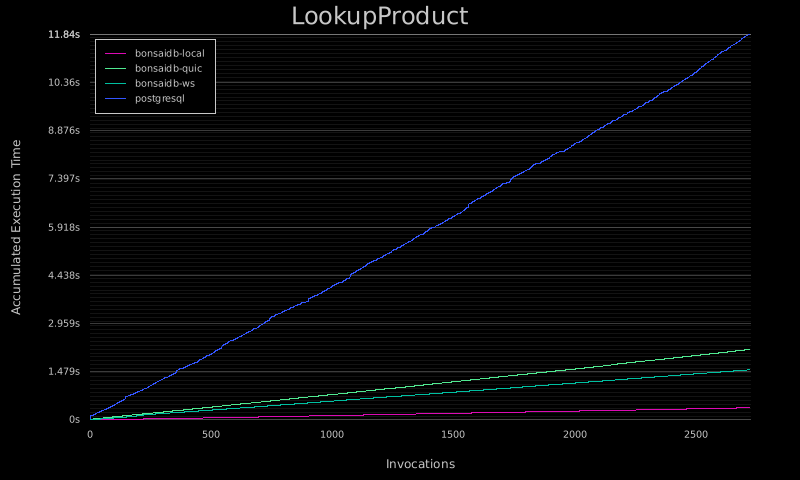 LookupProduct
11.84s
10.36s
8.876s
7.397s
5.918s
4.438s
2.959s
1.479s
0s
Accumulated Execution Time
bonsaidb-local
bonsaidb-quic
bonsaidb-ws
postgresql
0 500 1000 1500 2000 2500
Invocations